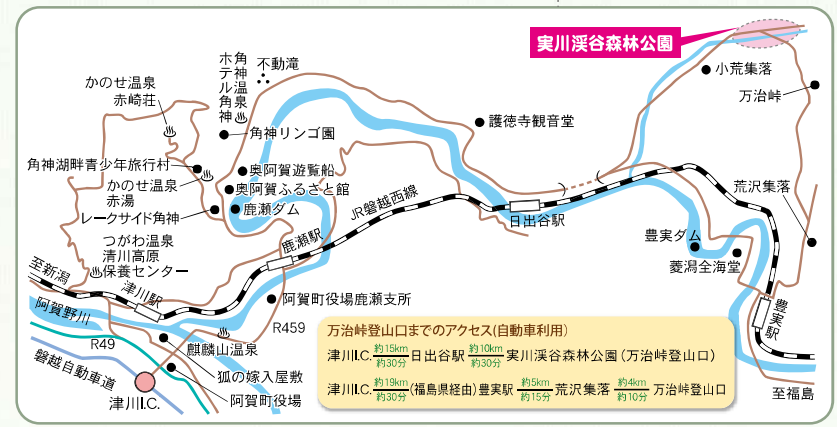 実川渓谷森林公園
小荒集落
万治峠
角神温泉
ホテル角神
不動滝
かのせ温泉
赤崎荘
護徳寺観音堂
角神リンゴ園
角神湖畔青少年旅行村
奥阿賀遊覧船
かのせ温泉
赤湯
奥阿賀ふるさと館
レークサイド角神
鹿瀬ダム
JR磐越西線
日出谷駅
荒沢集落
豊実ダム
菱潟全海堂
つがわ温泉
清川高原
保養センター
鹿瀬駅
至新潟
津川駅
阿賀野川
阿賀町役場鹿瀬支所
豊実駅
R459
R49
麒麟山温泉
磐越自動車道
狐の嫁入屋敷
津川I.C.
阿賀町役場
至福島
万治峠登山口までのアクセス(自動車利用)
津川I.C. 約15km 約30分 日出谷駅 約10km 約30分 実川渓谷森林公園(万治峠登山口)
津川I.C. 約19km 約30分 (福島県経由)豊実駅 約5km 約15分 荒沢集落 約4km 約10分 万治峠登山口